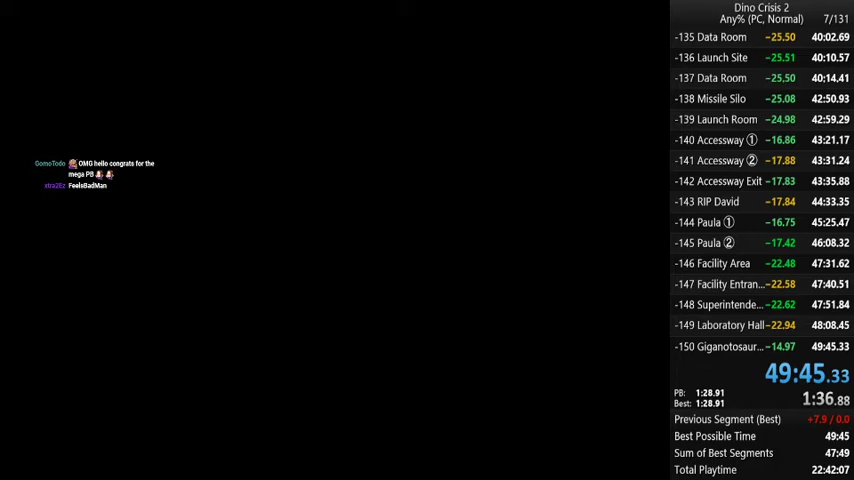 Dino Crisis 2
Any% (PC, Normal) 7/131
-135 Data Room -25.50 40:02.69
-136 Launch Site -25.51 40:10.57
-137 Data Room -25.50 40:14.41
-138 Missile Silo -25.08 42:50.93
-139 Launch Room -24.98 42:59.29
-140 Accessway ① -16.86 43:21.17
-141 Accessway ② -17.88 43:31.24
-142 Accessway Exit -17.83 43:35.88
-143 RIP David -17.84 44:33.35
-144 Paula ① -16.75 45:25.47
-145 Paula ② -17.42 46:08.32
-146 Facility Area -22.48 47:31.62
-147 Facility Entran... -22.58 47:40.51
-148 Superintende... -22.62 47:51.84
-149 Laboratory Hall -22.94 48:08.45
-150 Giganotosaur... -14.97 49:45.33
49:45.33
PB: 1:28.91
Best: 1:28.91
1:36.88
Previous Segment (Best) +7.9 / 0.0
Best Possible Time 49:45
Sum of Best Segments 47:49
Total Playtime 22:42:07
GomoTodo OMG hello congrats for the
mega PB
xtra2Ez FeelsBadMan